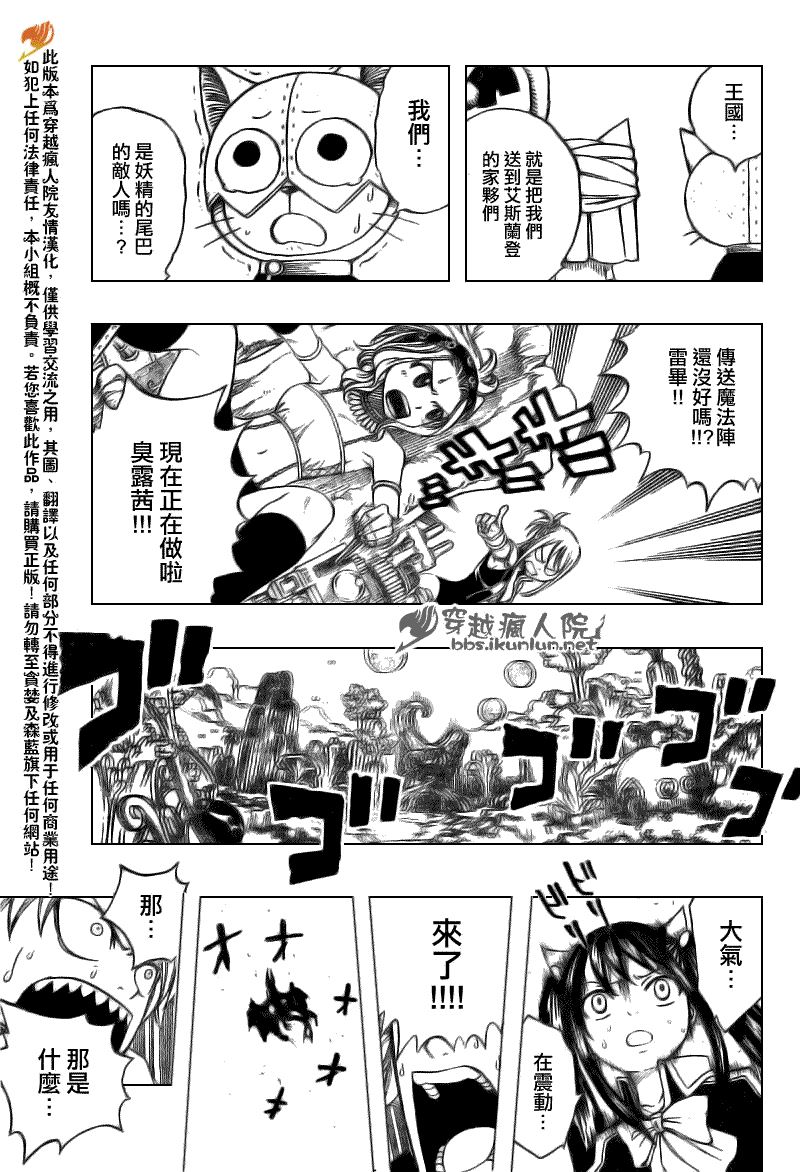 王國…
就是把我們
送到艾斯蘭登
的家夥們
我們…
是妖精的尾巴
的敵人嗎…?
傳送魔法陣
還沒好嗎!!?
雷畢!!
現在正在做啦
臭露茜!!!
ギャギャギャ
穿越瘋人院
bbs.ikunlun.net
ゴゴゴゴ
大氣…
ビビ
在震動…
來了!!!!
那…
那是
什麼…
此版本爲穿越瘋人院友情漢化,僅供學習交流之用,其圖、翻譯以及任何部分不得進行修改或用于任何商業用途!
如犯上任何法律責任,本小組概不負責。若您喜歡此作品,請購買正版!請勿轉至貪婪及森藍旗下任何網站!